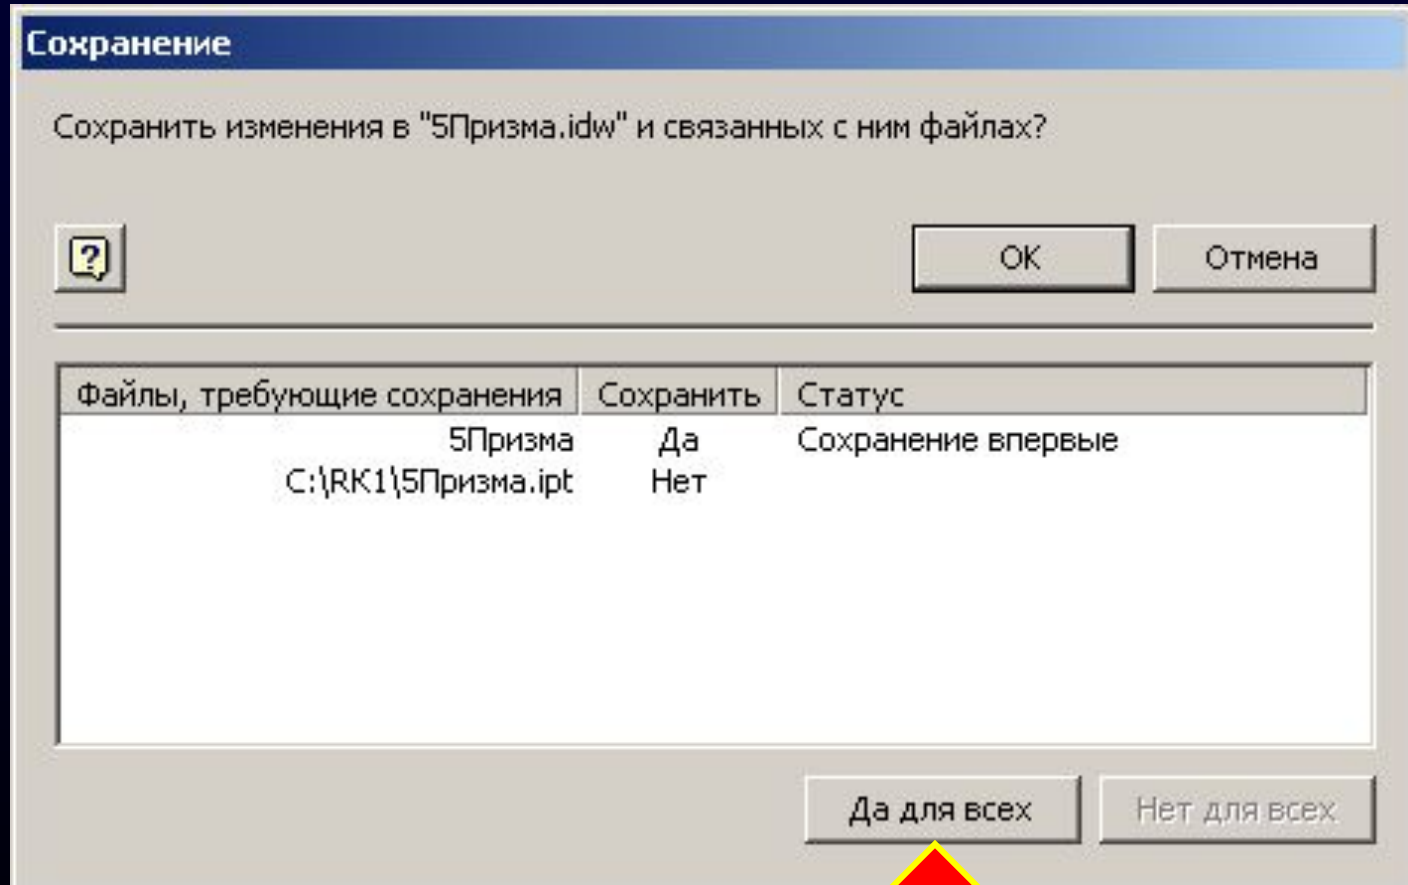 Сохранение
Сохранить изменения в "5Призма.idw" и связанных с ним файлах?
OK Отмена
Файлы, требующие сохранения Сохранить Статус
5Призма Да Сохранение впервые
C:\RK1\5Призма.ipt Нет
Да для всех Нет для всех